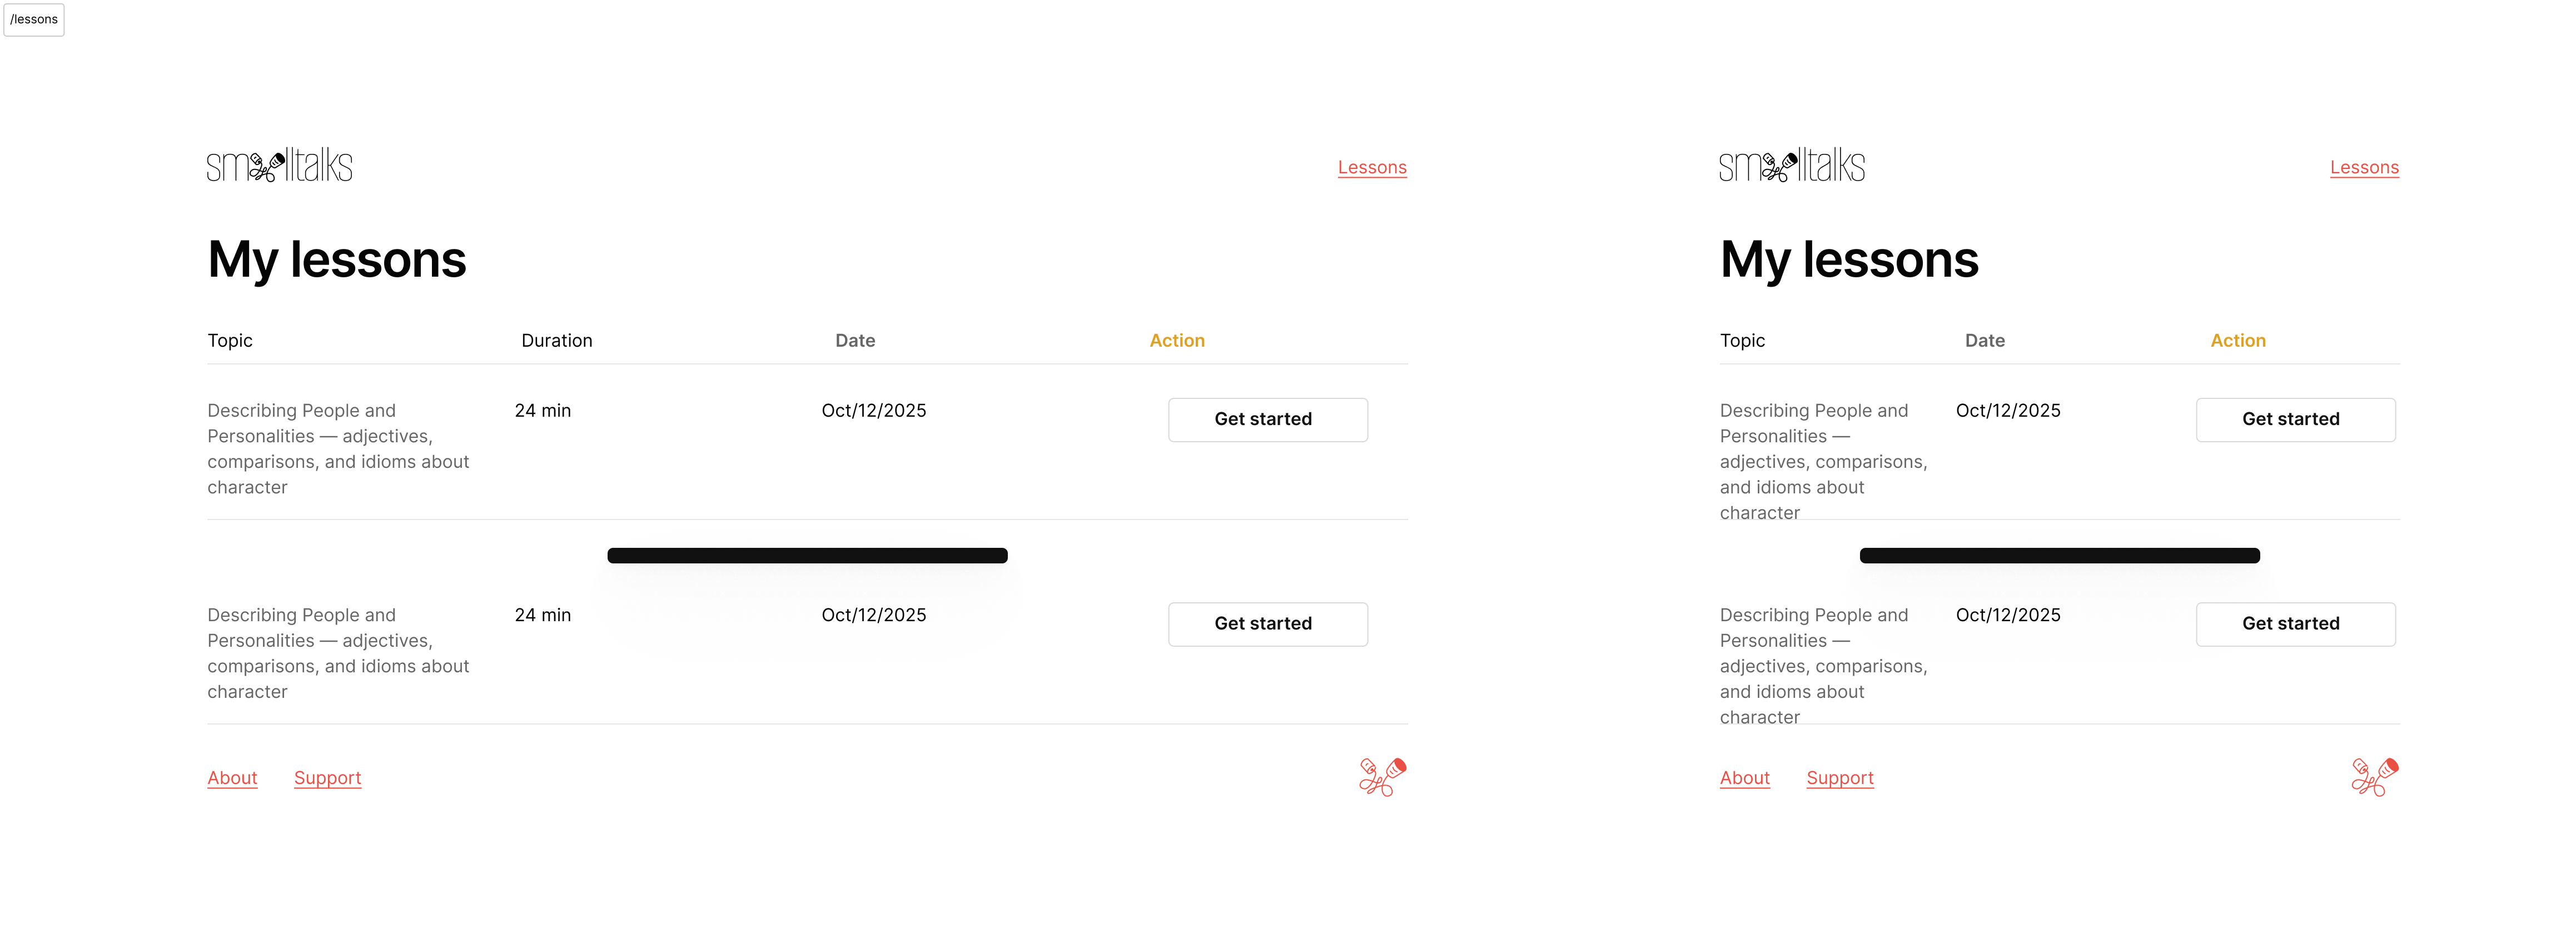 /lessons
smalltalks
Lessons
My lessons
Topic Duration Date Action
Describing People and
Personalities — adjectives,
comparisons, and idioms about
character
24 min
Oct/12/2025
Get started
Describing People and
Personalities — adjectives,
comparisons, and idioms about
character
24 min
Oct/12/2025
Get started
About Support
smalltalks
Lessons
My lessons
Topic Date Action
Describing People and
Personalities —
adjectives, comparisons,
and idioms about
character
Oct/12/2025
Get started
Describing People and
Personalities —
adjectives, comparisons,
and idioms about
character
Oct/12/2025
Get started
About Support